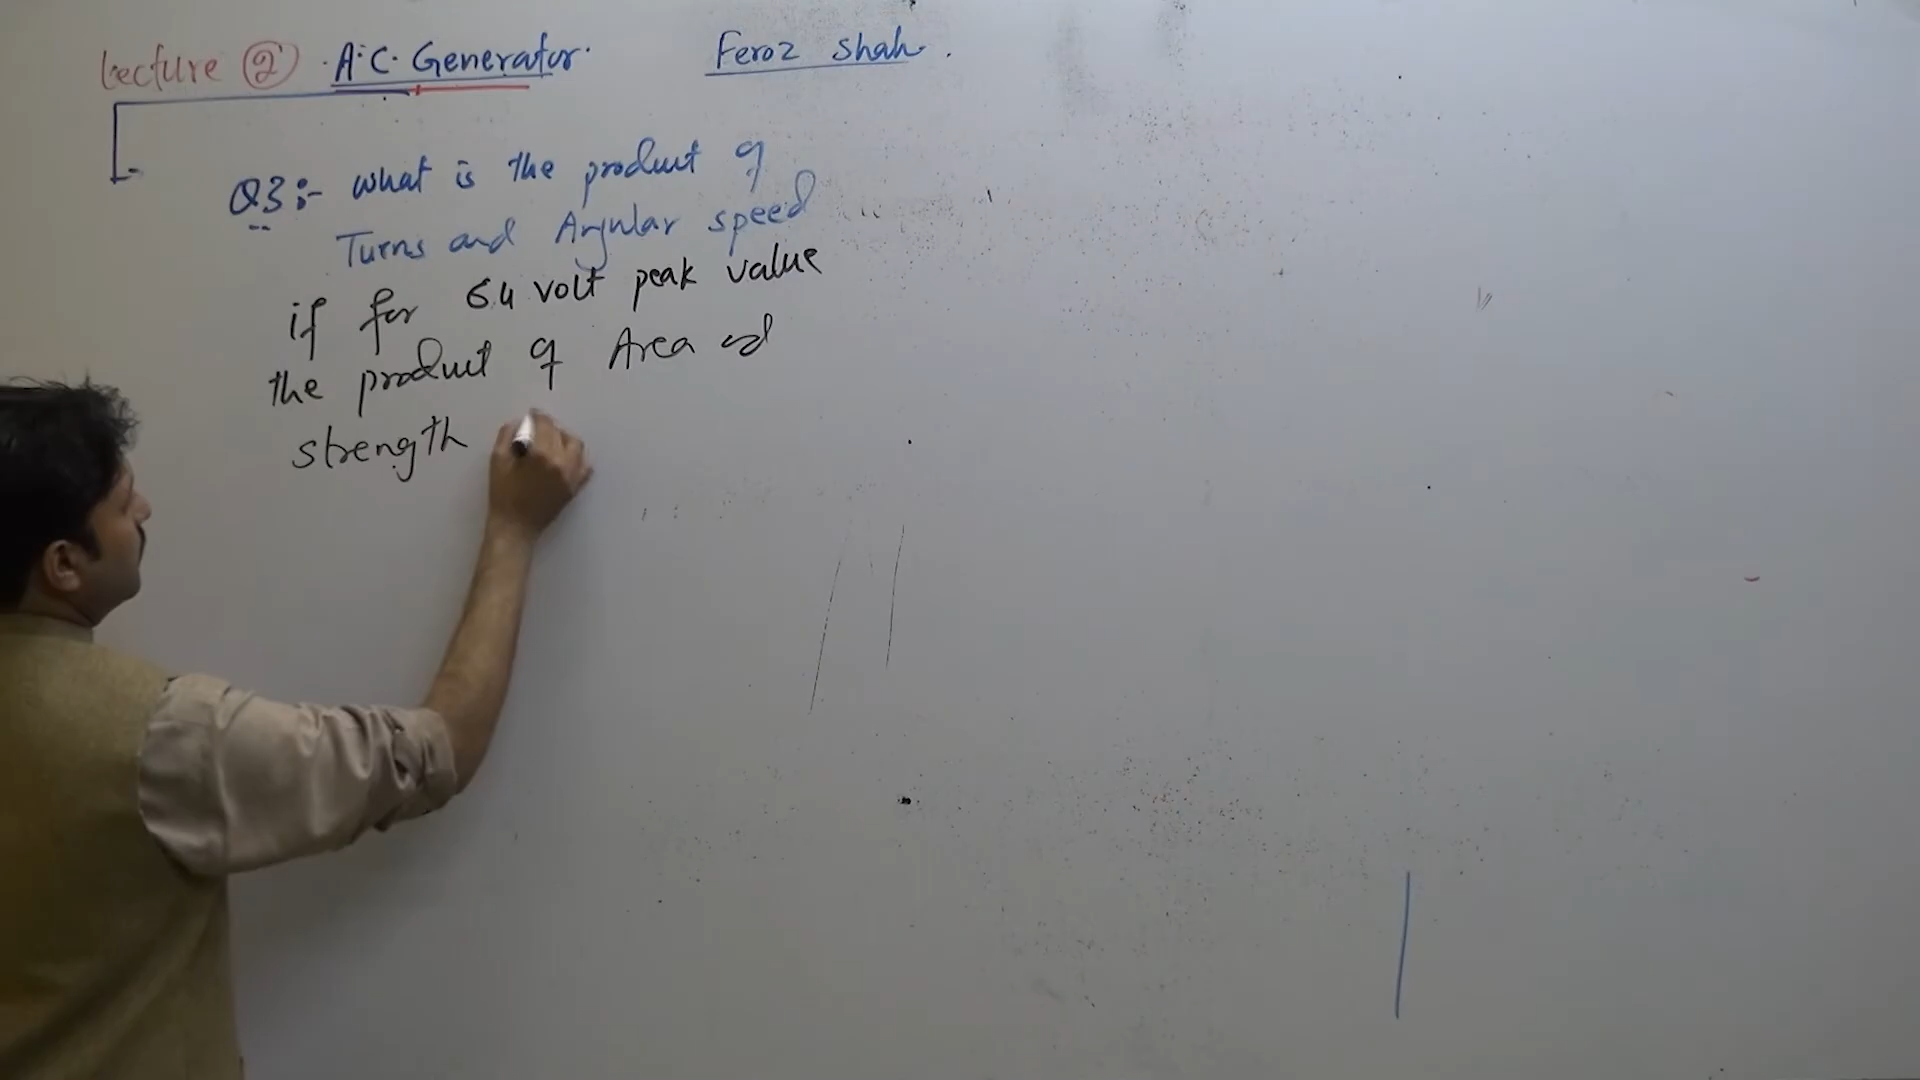 Lecture 2 A.C. Generator.
Feroz Shah.
Q3:- What is the product of
Turns and Angular speed
if for 64 volt peak value
the product of Area and
strength